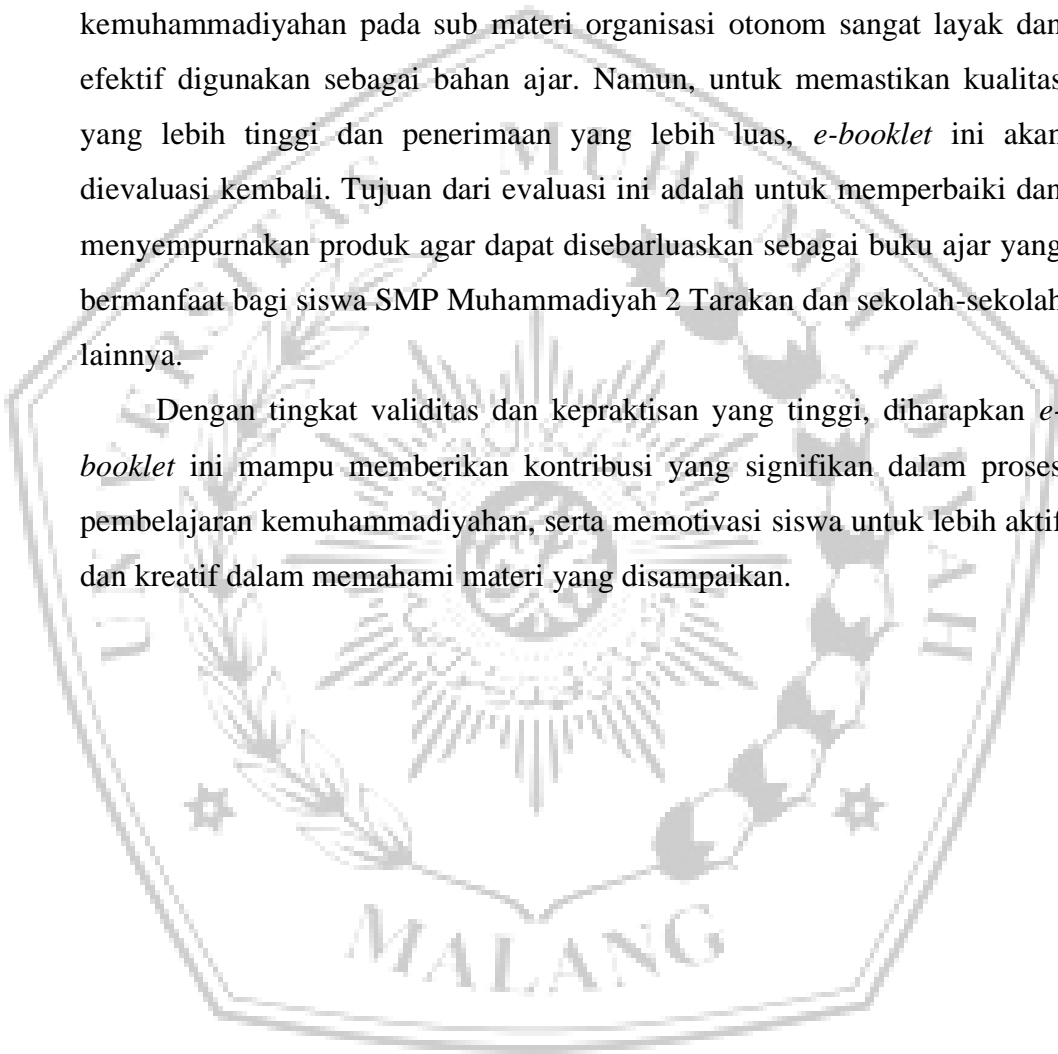 kemuhammadiyahan pada sub materi organisasi otonom sangat layak dan
efektif digunakan sebagai bahan ajar. Namun, untuk memastikan kualitas
yang lebih tinggi dan penerimaan yang lebih luas, e-booklet ini akan
dievaluasi kembali. Tujuan dari evaluasi ini adalah untuk memperbaiki dan
menyempurnakan produk agar dapat disebarluaskan sebagai buku ajar yang
bermanfaat bagi siswa SMP Muhammadiyah 2 Tarakan dan sekolah-sekolah
lainnya.
Dengan tingkat validitas dan kepraktisan yang tinggi, diharapkan e-
booklet ini mampu memberikan kontribusi yang signifikan dalam proses
pembelajaran kemuhammadiyahan, serta memotivasi siswa untuk lebih aktif
dan kreatif dalam memahami materi yang disampaikan.
UNIVERSITAS MUHAMMADIYAH
MALANG